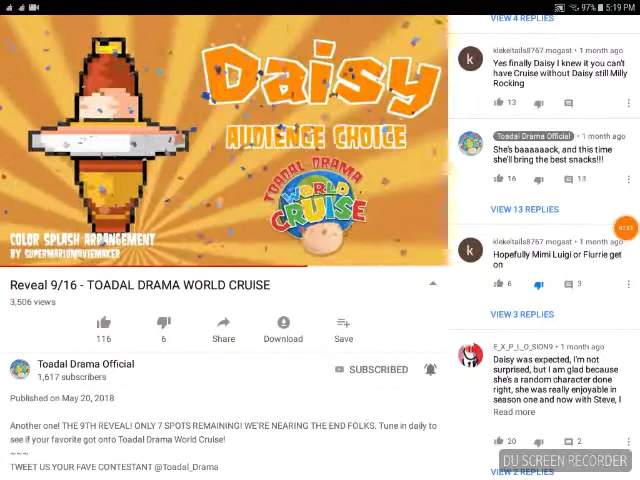 97% 5:19 PM
Daisy
AUDIENCE CHOICE
TOADAL DRAMA
WORLD
CRUISE
COLOR SPLASH ARRANGEMENT
BY SUPERMARIOMOVIEMAKER
Reveal 9/16 - TOADAL DRAMA WORLD CRUISE
3,506 views
116
6
Share
Download
Save
Toadal Drama Official
1,617 subscribers
SUBSCRIBED
Published on May 20, 2018
Another one! THE 9TH REVEAL! ONLY 7 SPOTS REMAINING! WE'RE NEARING THE END FOLKS. Tune in daily to
see if your favorite got onto Toadal Drama World Cruise!
~~~
TWEET US YOUR FAVE CONTESTANT @Toadal_Drama
VIEW 4 REPLIES
k
klekeltails8767 mogast • 1 month ago
Yes finally Daisy I knew it you can't
have Cruise without Daisy still Milly
Rocking
13
Toadal Drama Official • 1 month ago
She's baaaaaack, and this time
she'll bring the best snacks!!!
16
13
VIEW 13 REPLIES
k
klekeltails8767 mogast • 1 month ago
Hopefully Mimi Luigi or Flurrie get
on
6
3
VIEW 3 REPLIES
E_X_P_L_O_SION9 • 1 month ago
Daisy was expected, I'm not
surprised, but I am glad because
she's a random character done
right, she was really enjoyable in
season one and now with Steve, I
Read more
20
2
DU SCREEN RECORDER
VIEW 2 REPLIES